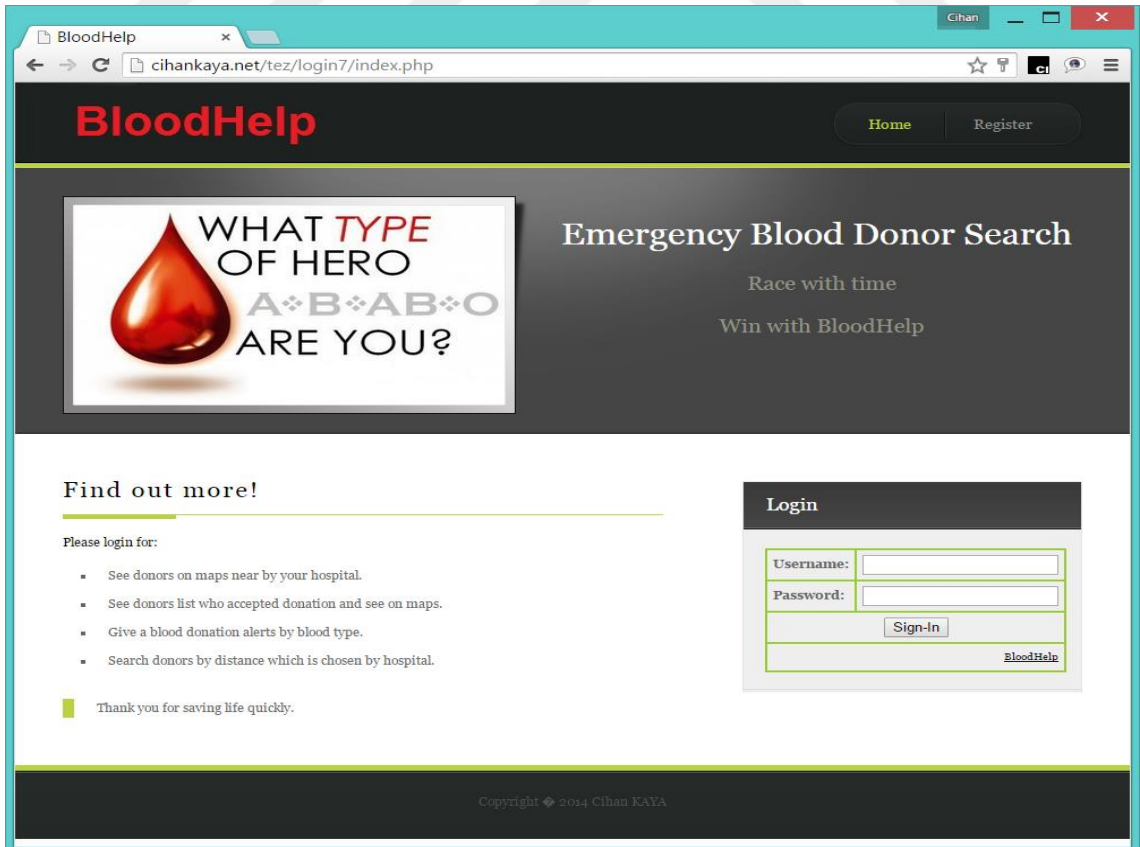 Cihan
BloodHelp
cihankaya.net/tez/login7/index.php
BloodHelp
Home
Register
WHAT TYPE
OF HERO
A❖B❖AB❖O
ARE YOU?
Emergency Blood Donor Search
Race with time
Win with BloodHelp
Find out more!
Please login for:
See donors on maps near by your hospital.
See donors list who accepted donation and see on maps.
Give a blood donation alerts by blood type.
Search donors by distance which is chosen by hospital.
Thank you for saving life quickly.
Login
Username:
Password:
Sign-In
BloodHelp
Copyright � 2014 Cihan KAYA